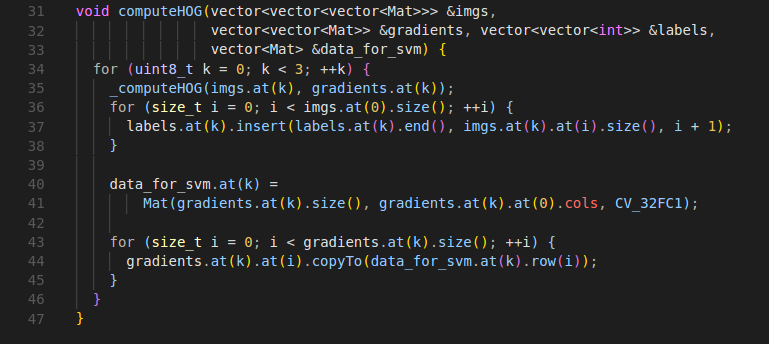 31 void computeHOG(vector<vector<vector<Mat>>> &imgs,
32 vector<vector<Mat>> &gradients, vector<vector<int>> &labels,
33 vector<Mat> &data_for_svm) {
34 for (uint8_t k = 0; k < 3; ++k) {
35 _computeHOG(imgs.at(k), gradients.at(k));
36 for (size_t i = 0; i < imgs.at(0).size(); ++i) {
37 labels.at(k).insert(labels.at(k).end(), imgs.at(k).at(i).size(), i + 1);
38 }
39
40 data_for_svm.at(k) =
41 Mat(gradients.at(k).size(), gradients.at(k).at(0).cols, CV_32FC1);
42
43 for (size_t i = 0; i < gradients.at(k).size(); ++i) {
44 gradients.at(k).at(i).copyTo(data_for_svm.at(k).row(i));
45 }
46 }
47 }